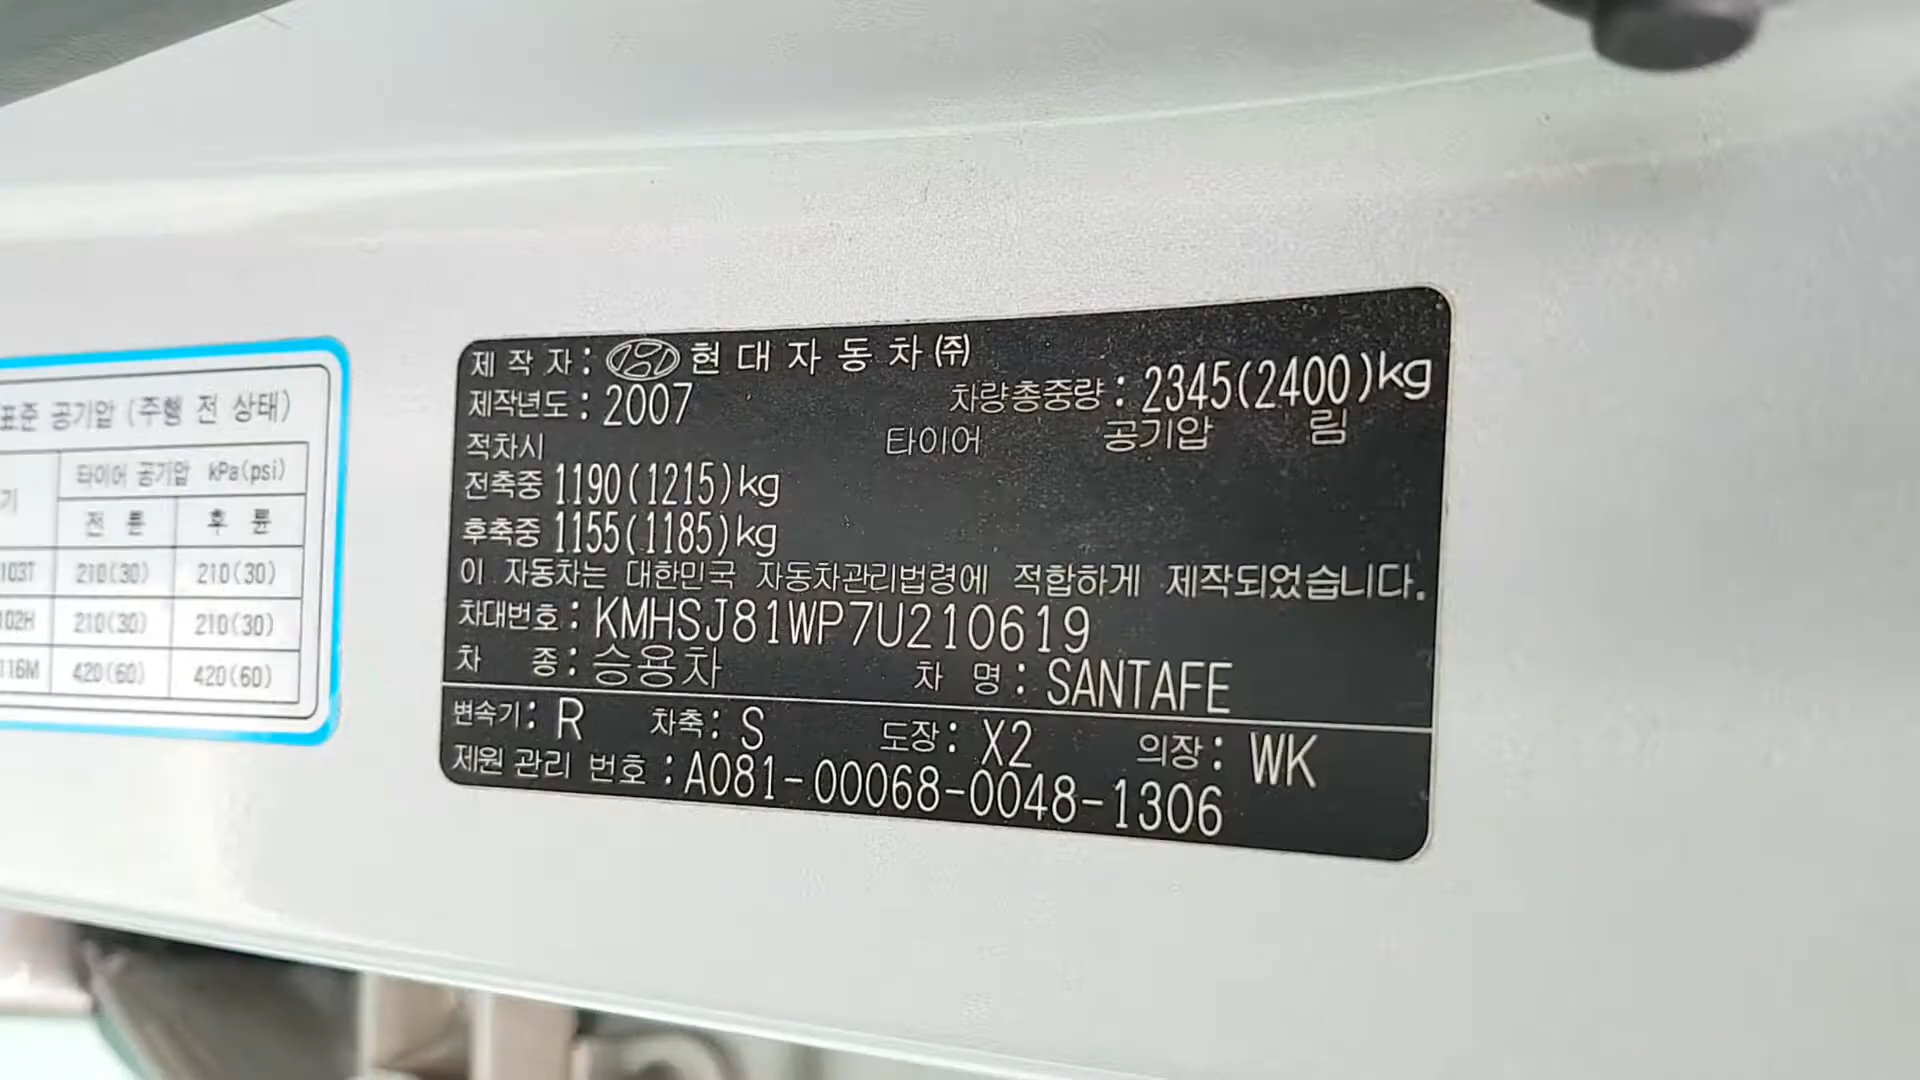 표준 공기압 (주행 전 상태)
타이어 공기압 kPa(psi)
기
전 륜 후 륜
103T 210(30) 210(30)
102H 210(30) 210(30)
116M 420(60) 420(60)
제 작 자 : 현 대 자 동 차 (주)
제작년도 : 2007 차량총중량 : 2345(2400)kg
적차시 타이어 공기압 림
전축중 1190(1215)kg
후축중 1155(1185)kg
이 자동차는 대한민국 자동차관리법령에 적합하게 제작되었습니다.
차대번호 : KMHSJ81WP7U210619
차 종 : 승용차 차 명 : SANTAFE
변속기 : R 차축 : S 도장 : X2 의장 : WK
제원 관리 번호 : A081-00068-0048-1306